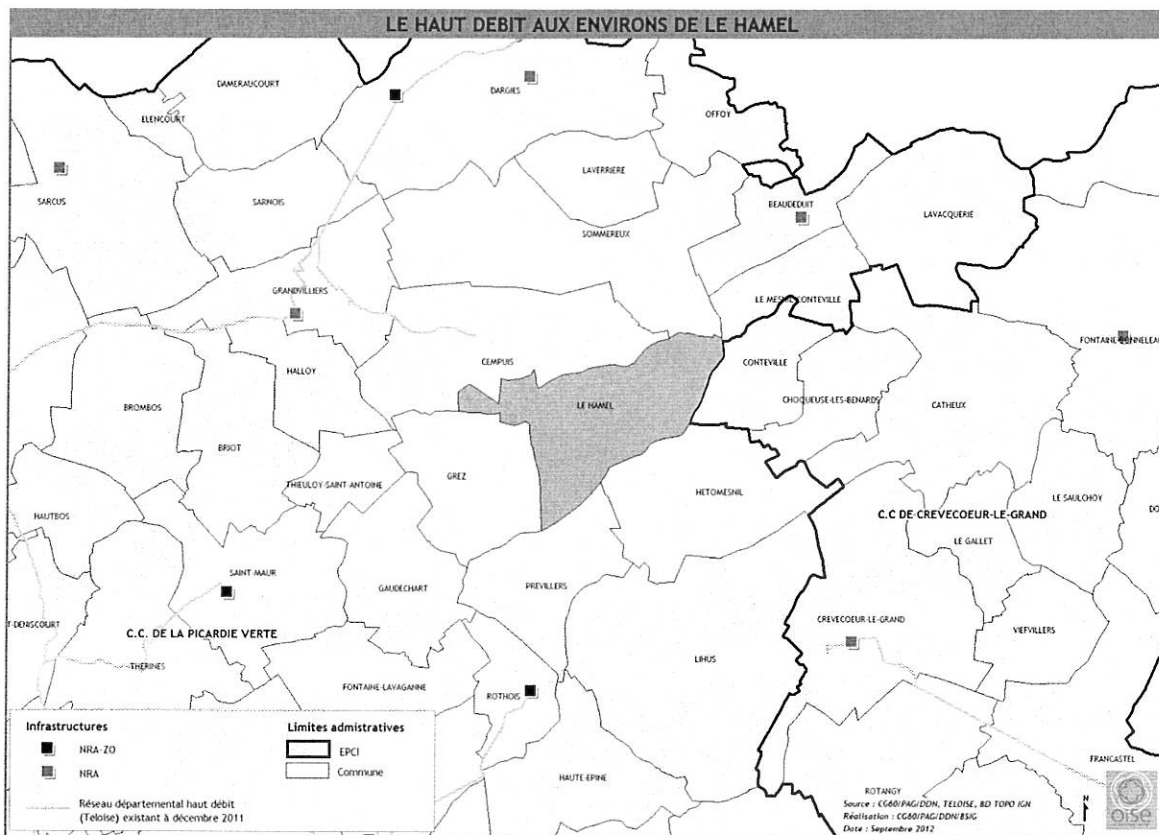 LE HAUT DEBIT AUX ENVIRONS DE LE HAMEL
DAMERAUCOURT
DARGIES
ELENCOURT
OFFOY
LAVERRIERE
SARCUS
SARNOIS
BEAUDEDUIT
LAVACQUERIE
SOMMEREUX
GRANDVILLIERS
LE MESNIL-CONTEVILLE
CEMPUIS
CONTEVILLE
HALLOY
CHOQUEUSE-LES-BENARDS
BROMBOS
LE HAMEL
CATHEUX
BRIOT
GREZ
THIEULOY-SAINT-ANTOINE
HETOMESNIL
LE SAULCHOY
HAUTBOS
C.C DE CREVECOEUR-LE-GRAND
LE GALLET
SAINT-MAUR
GAUDECHART
PREVILLERS
T-DENISCOURT
C.C. DE LA PICARDIE VERTE
CREVECOEUR-LE-GRAND
VIEFVILLERS
THERINES
LIHUS
FONTAINE-LAVAGANNE
ROTHOIS
Infrastructures
NRA-ZO
NRA
Réseau départemental haut débit
(Teloise) existant à décembre 2011
Limites admistratives
EPCI
Commune
HAUTE-EPINE
FRANCASTEL
ROTANGY
Source : CG60/PAG/DDN, TELOISE, BD TOPO IGN
Réalisation : CG60/PAG/DDN/BSIG
Date : Septembre 2012
N
oise